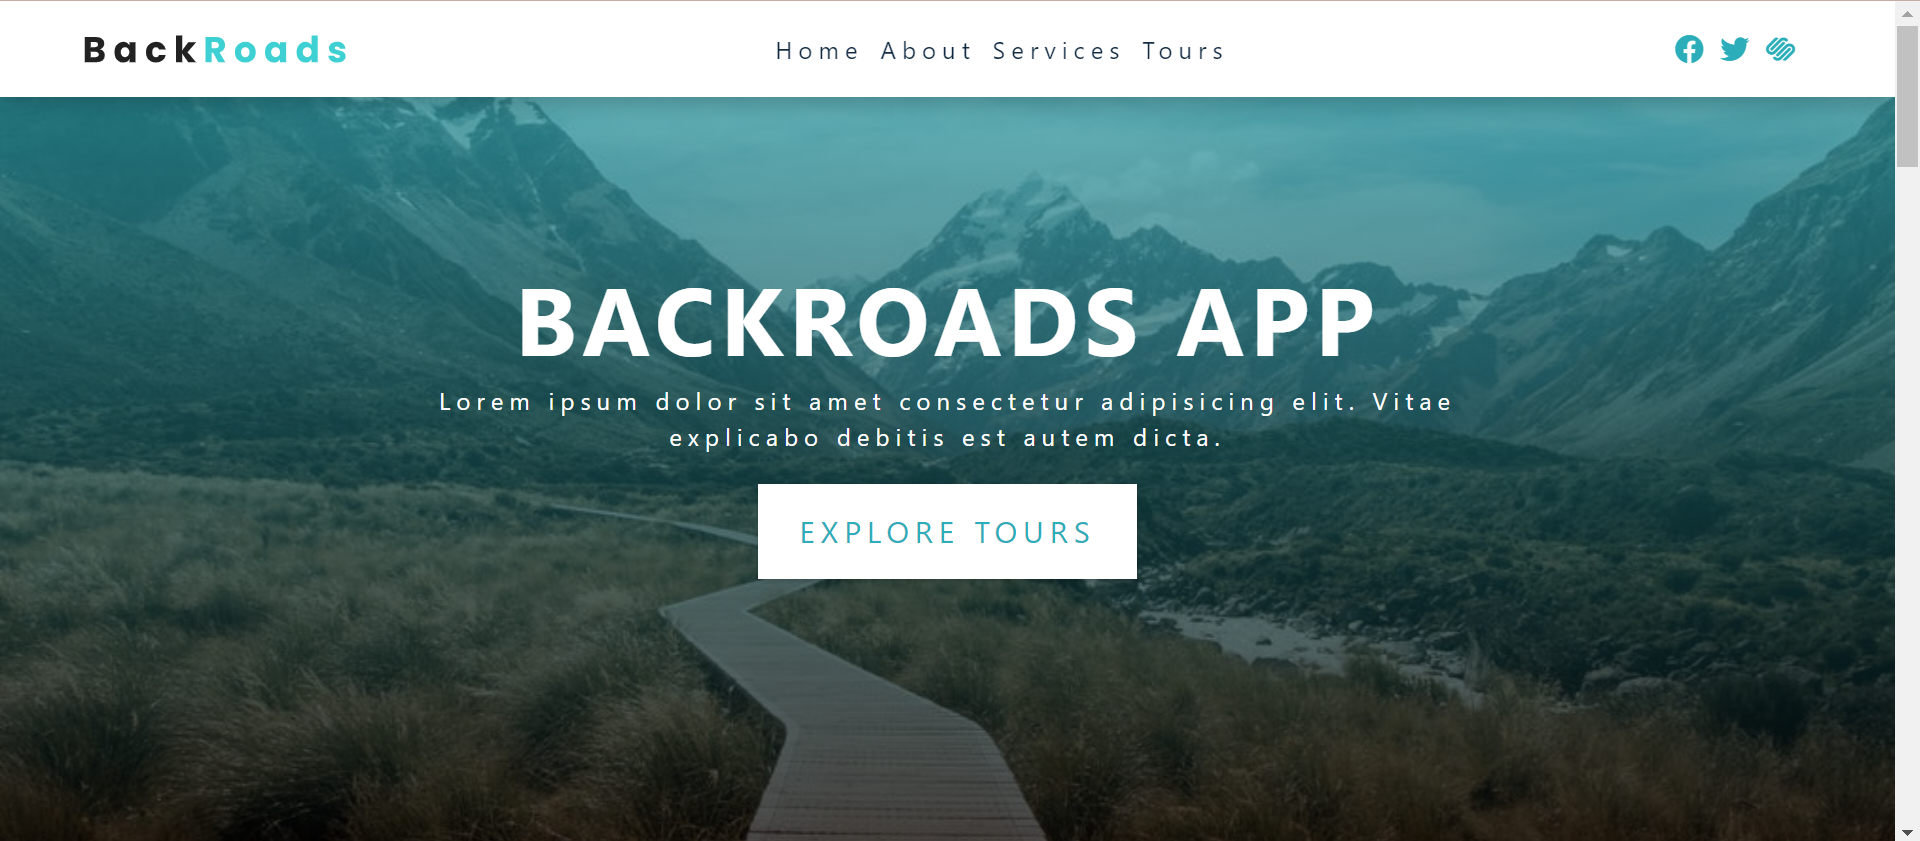 BackRoads
Home About Services Tours
BACKROADS APP
Lorem ipsum dolor sit amet consectetur adipisicing elit. Vitae
explicabo debitis est autem dicta.
EXPLORE TOURS